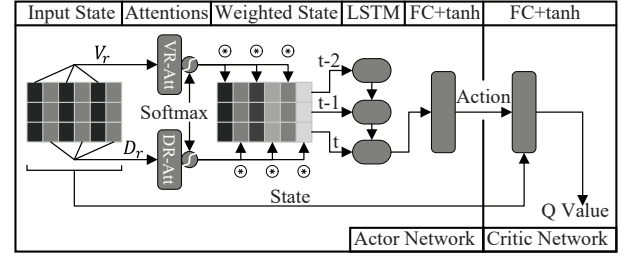 Input State Attentions Weighted State LSTM FC+tanh FC+tanh
V_r
VR-Att
t-2
Softmax
t-1
Action
D_r
DR-Att
t
State
Q Value
Actor Network Critic Network